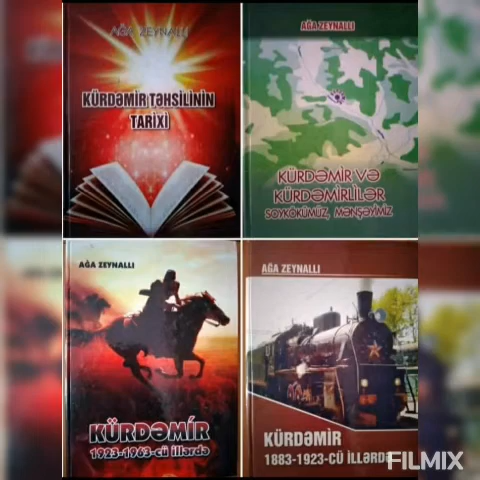 AĞA ZEYNALLI
KÜRDƏMİR TƏHSİLİNİN
TARİXİ
AĞA ZEYNALLI
KÜRDƏMİR VƏ
KÜRDƏMİRLİLƏR
SOYKÖKÜMÜZ, MƏNŞƏYİMİZ
AĞA ZEYNALLI
KÜRDƏMİR
1923-1963-CÜ illərdə
AĞA ZEYNALLI
KÜRDƏMİR
1883-1923-CÜ İLLƏRDƏ
FILMIX